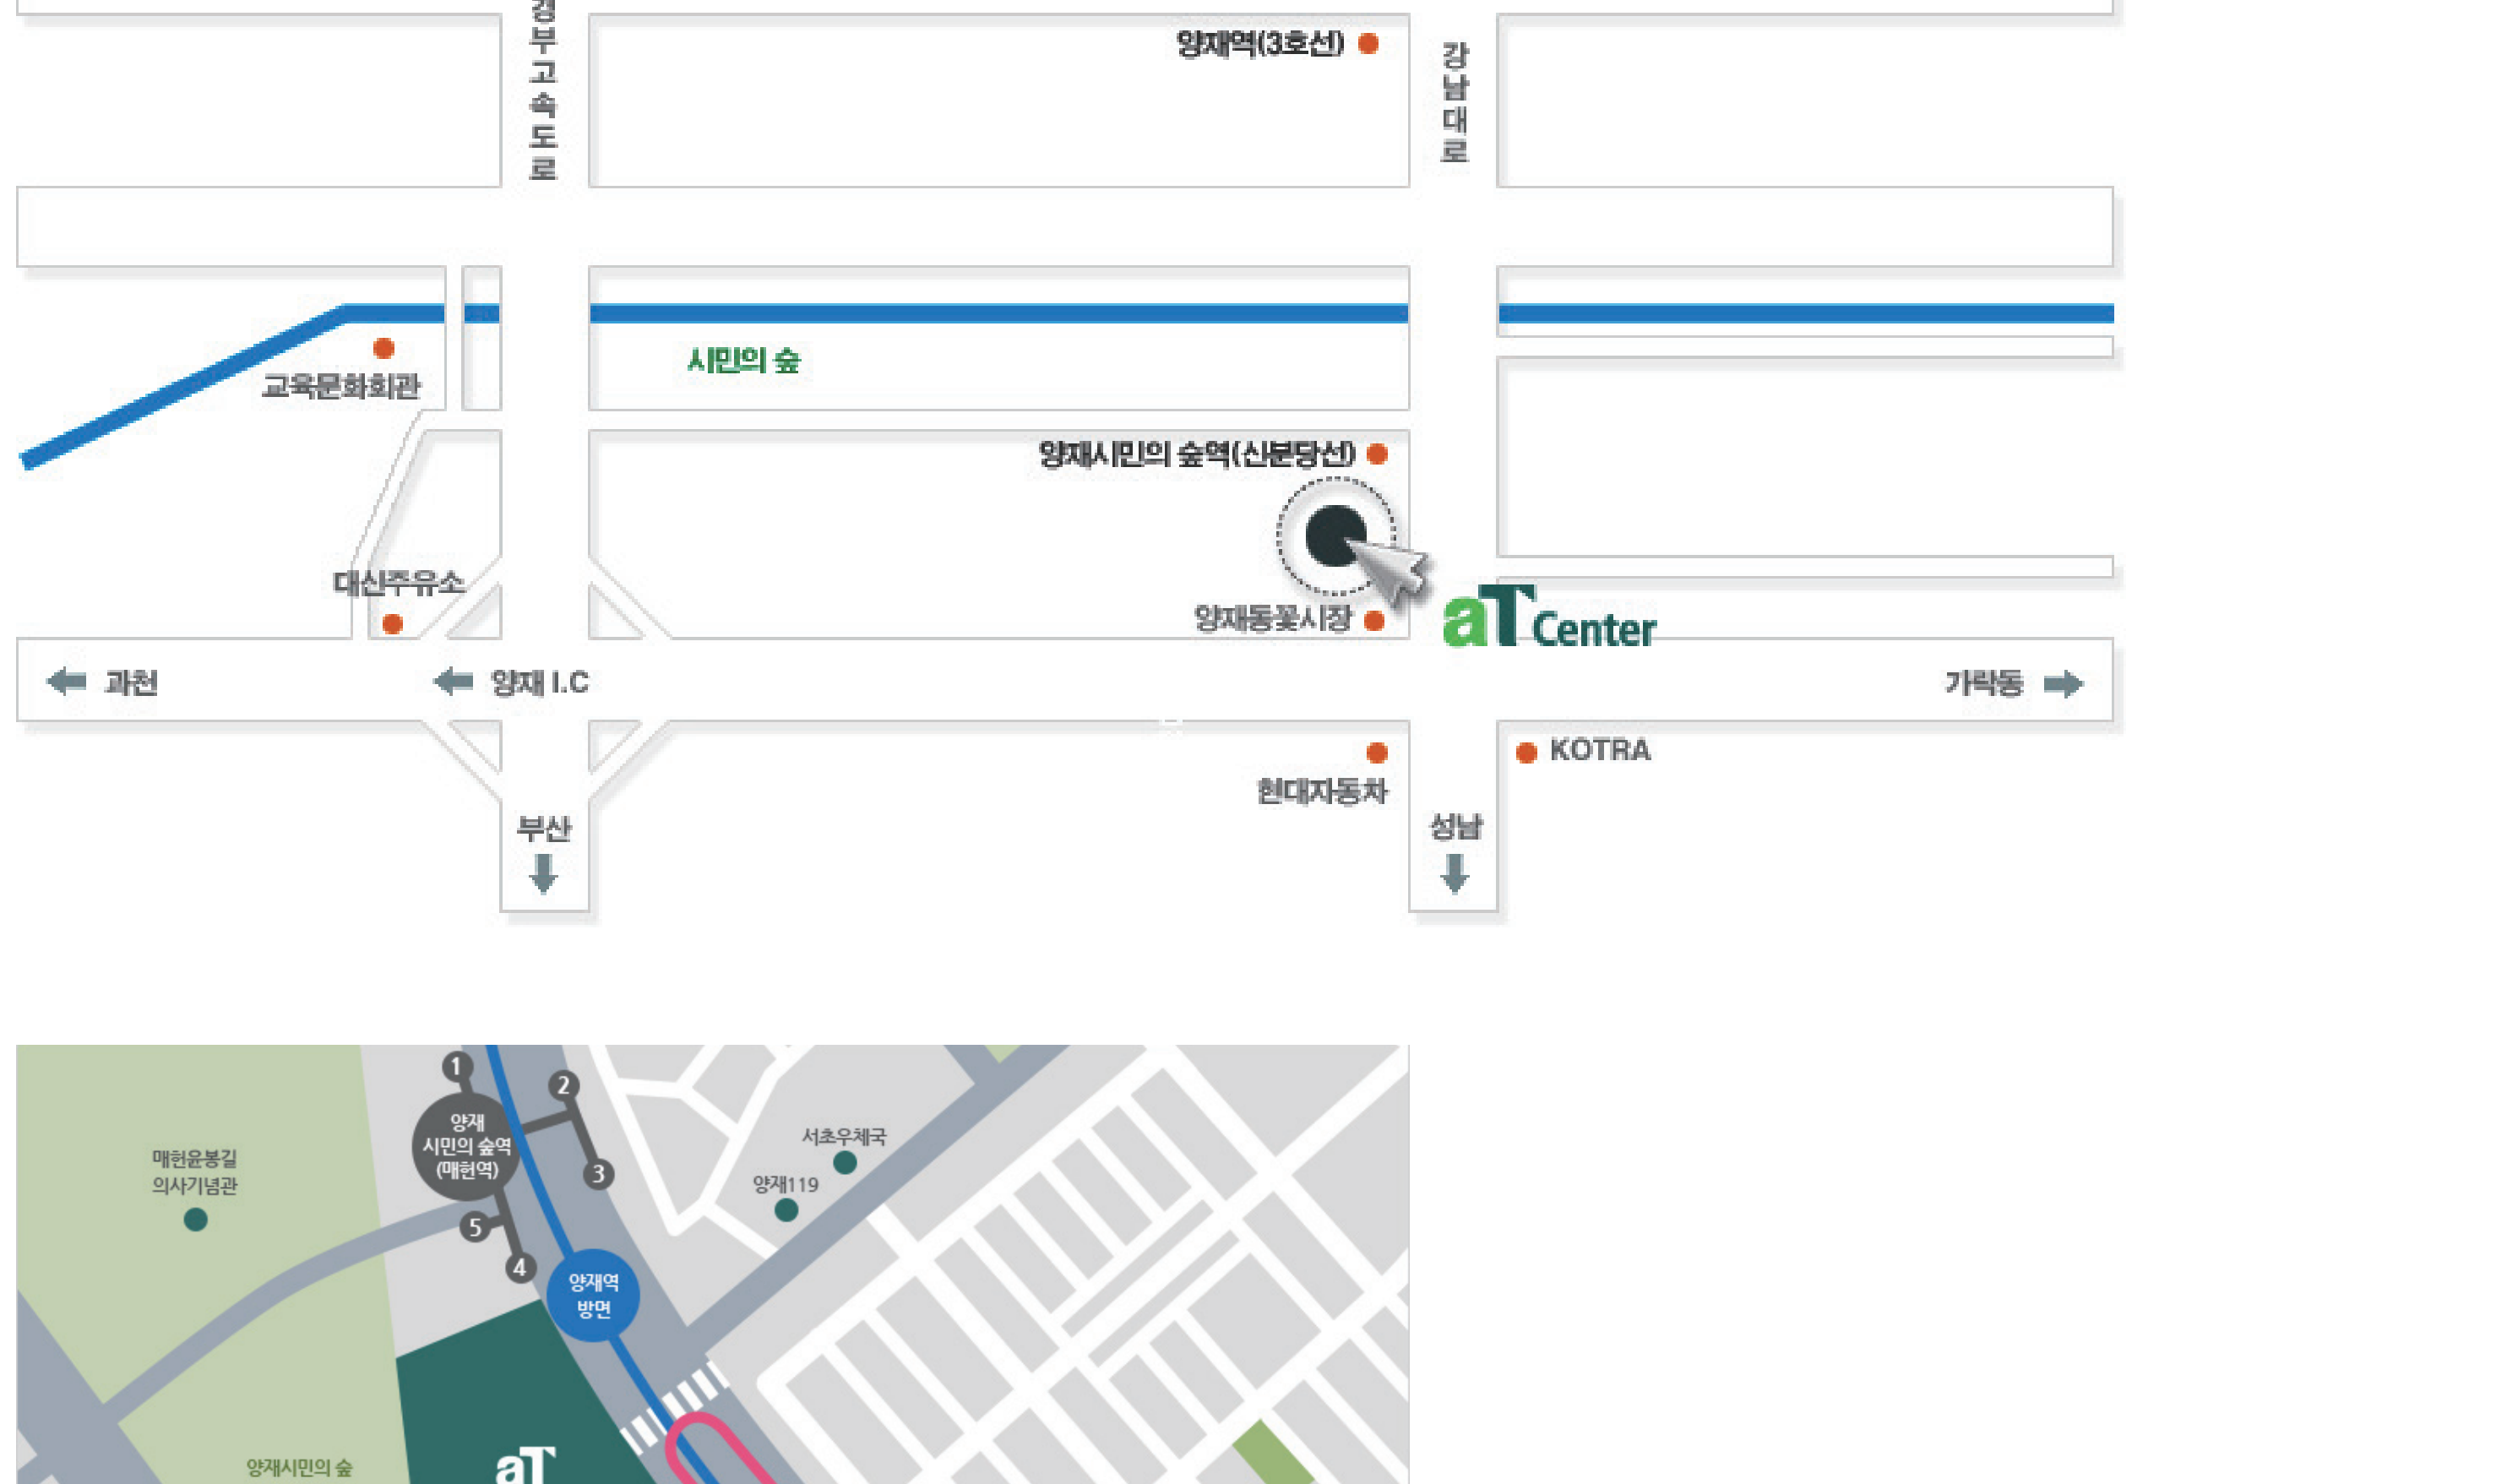 경부고속도로
양재역(3호선)
강남대로
시민의 숲
교육문화회관
양재시민의 숲역(신분당선)
대신주유소
양재동꽃시장
aT Center
과천
양재 I.C
가락동
현대자동차
KOTRA
부산
성남
1
2
양재
시민의 숲역
(매헌역)
3
5
4
서초우체국
양재119
매헌윤봉길
의사기념관
양재역
방면
양재시민의 숲
aT